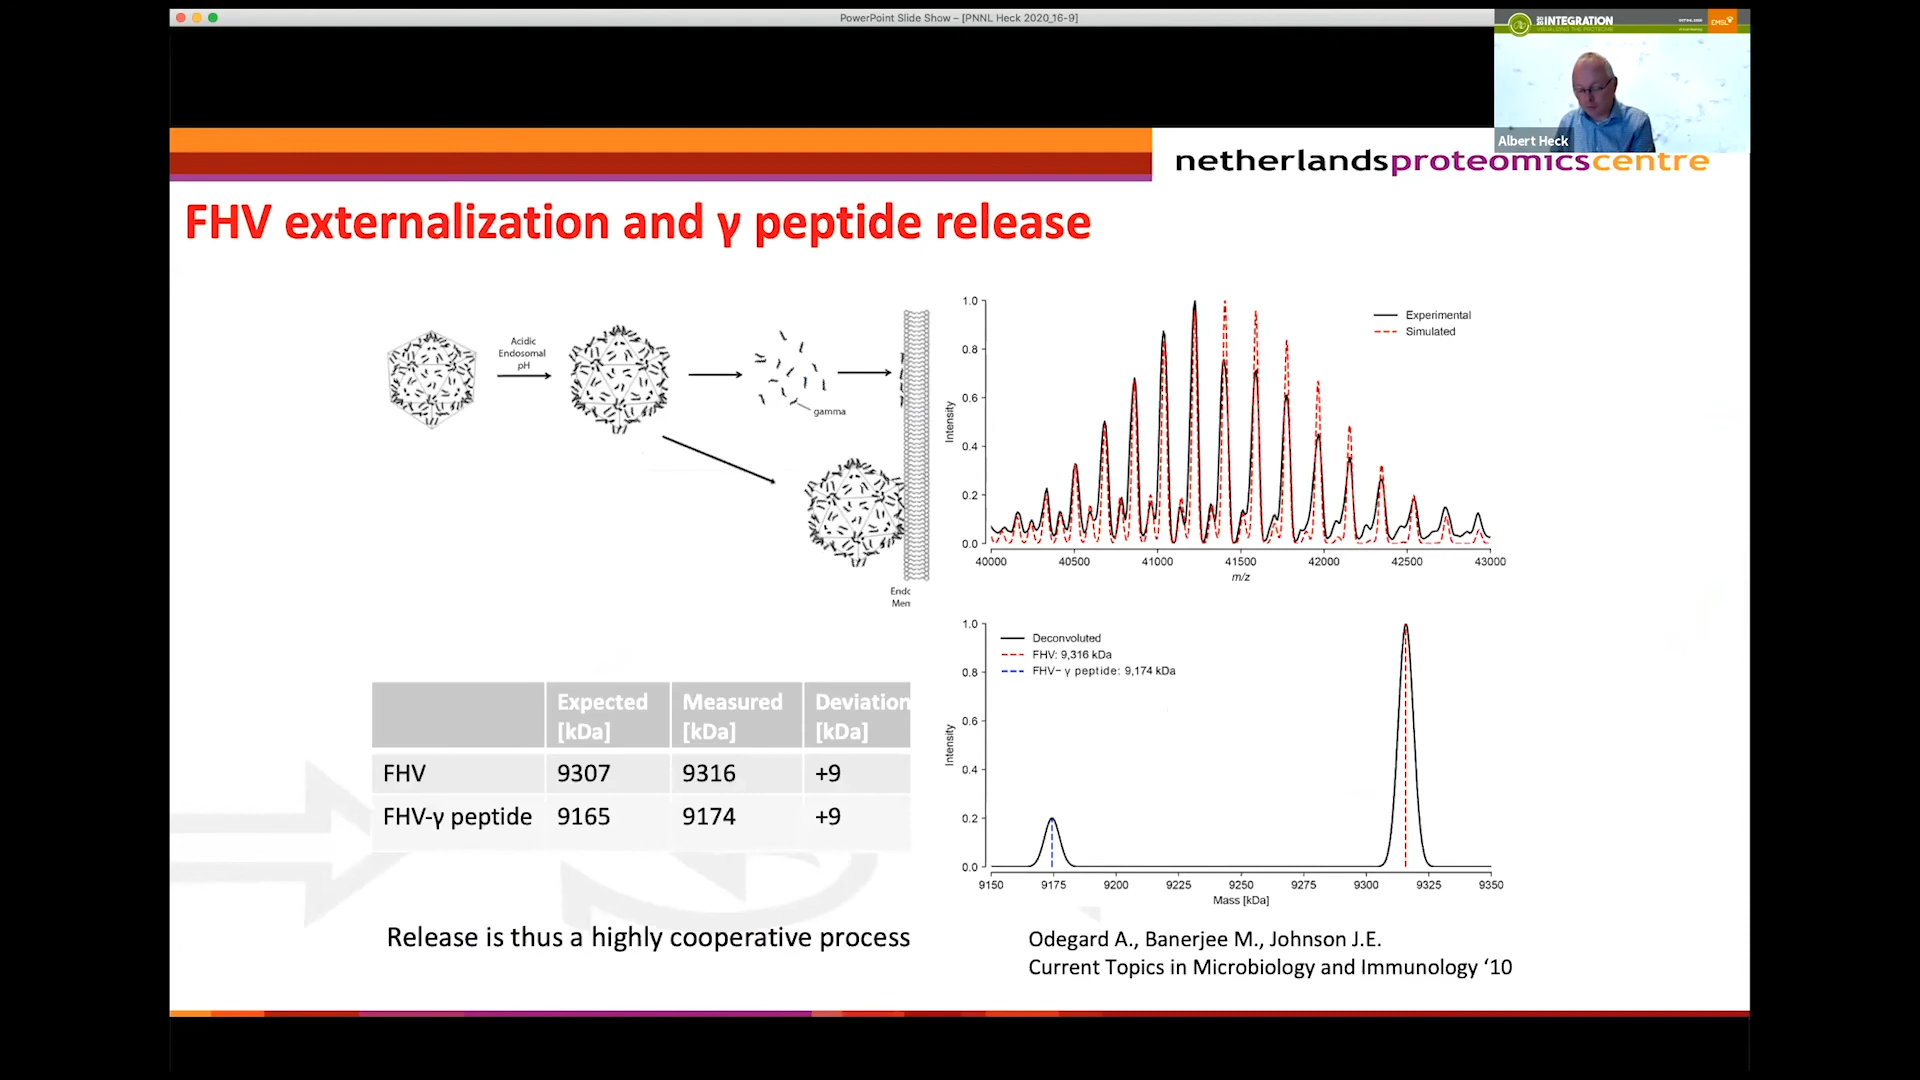 PowerPoint Slide Show – [PNNL Heck 2020_16-9]
INTEGRATION
Albert Heck
netherlandsproteomicscentre
FHV externalization and γ peptide release
Acidic
Endosomal
pH
gamma
Endc
Men
Expected [kDa] Measured [kDa] Deviation [kDa]
FHV 9307 9316 +9
FHV-γ peptide 9165 9174 +9
Release is thus a highly cooperative process
Experimental
Simulated
Intensity
1.0
0.8
0.6
0.4
0.2
0.0
40000 40500 41000 41500 42000 42500 43000
m/z
Deconvoluted
FHV: 9,316 kDa
FHV− γ peptide: 9,174 kDa
Intensity
1.0
0.8
0.6
0.4
0.2
0.0
9150 9175 9200 9225 9250 9275 9300 9325 9350
Mass [kDa]
Odegard A., Banerjee M., Johnson J.E.
Current Topics in Microbiology and Immunology ‘10